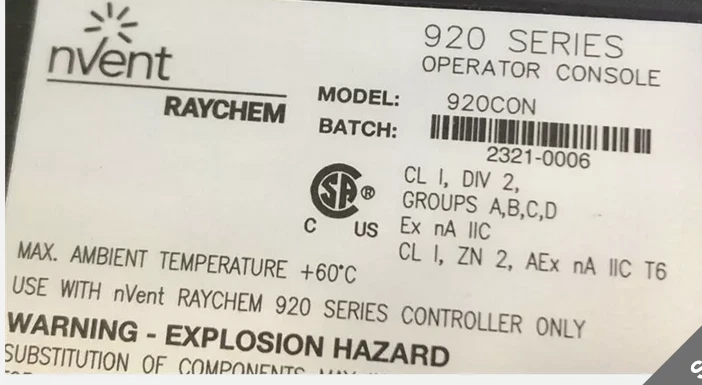 nVent
RAYCHEM
920 SERIES
OPERATOR CONSOLE
MODEL: 920CON
BATCH:
2321-0006
SA ®
C US
CL I, DIV 2,
GROUPS A,B,C,D
Ex nA IIC
CL I, ZN 2, AEx nA IIC T6
MAX. AMBIENT TEMPERATURE +60°C
USE WITH nVent RAYCHEM 920 SERIES CONTROLLER ONLY
WARNING - EXPLOSION HAZARD
SUBSTITUTION OF COMPONENTS MAY